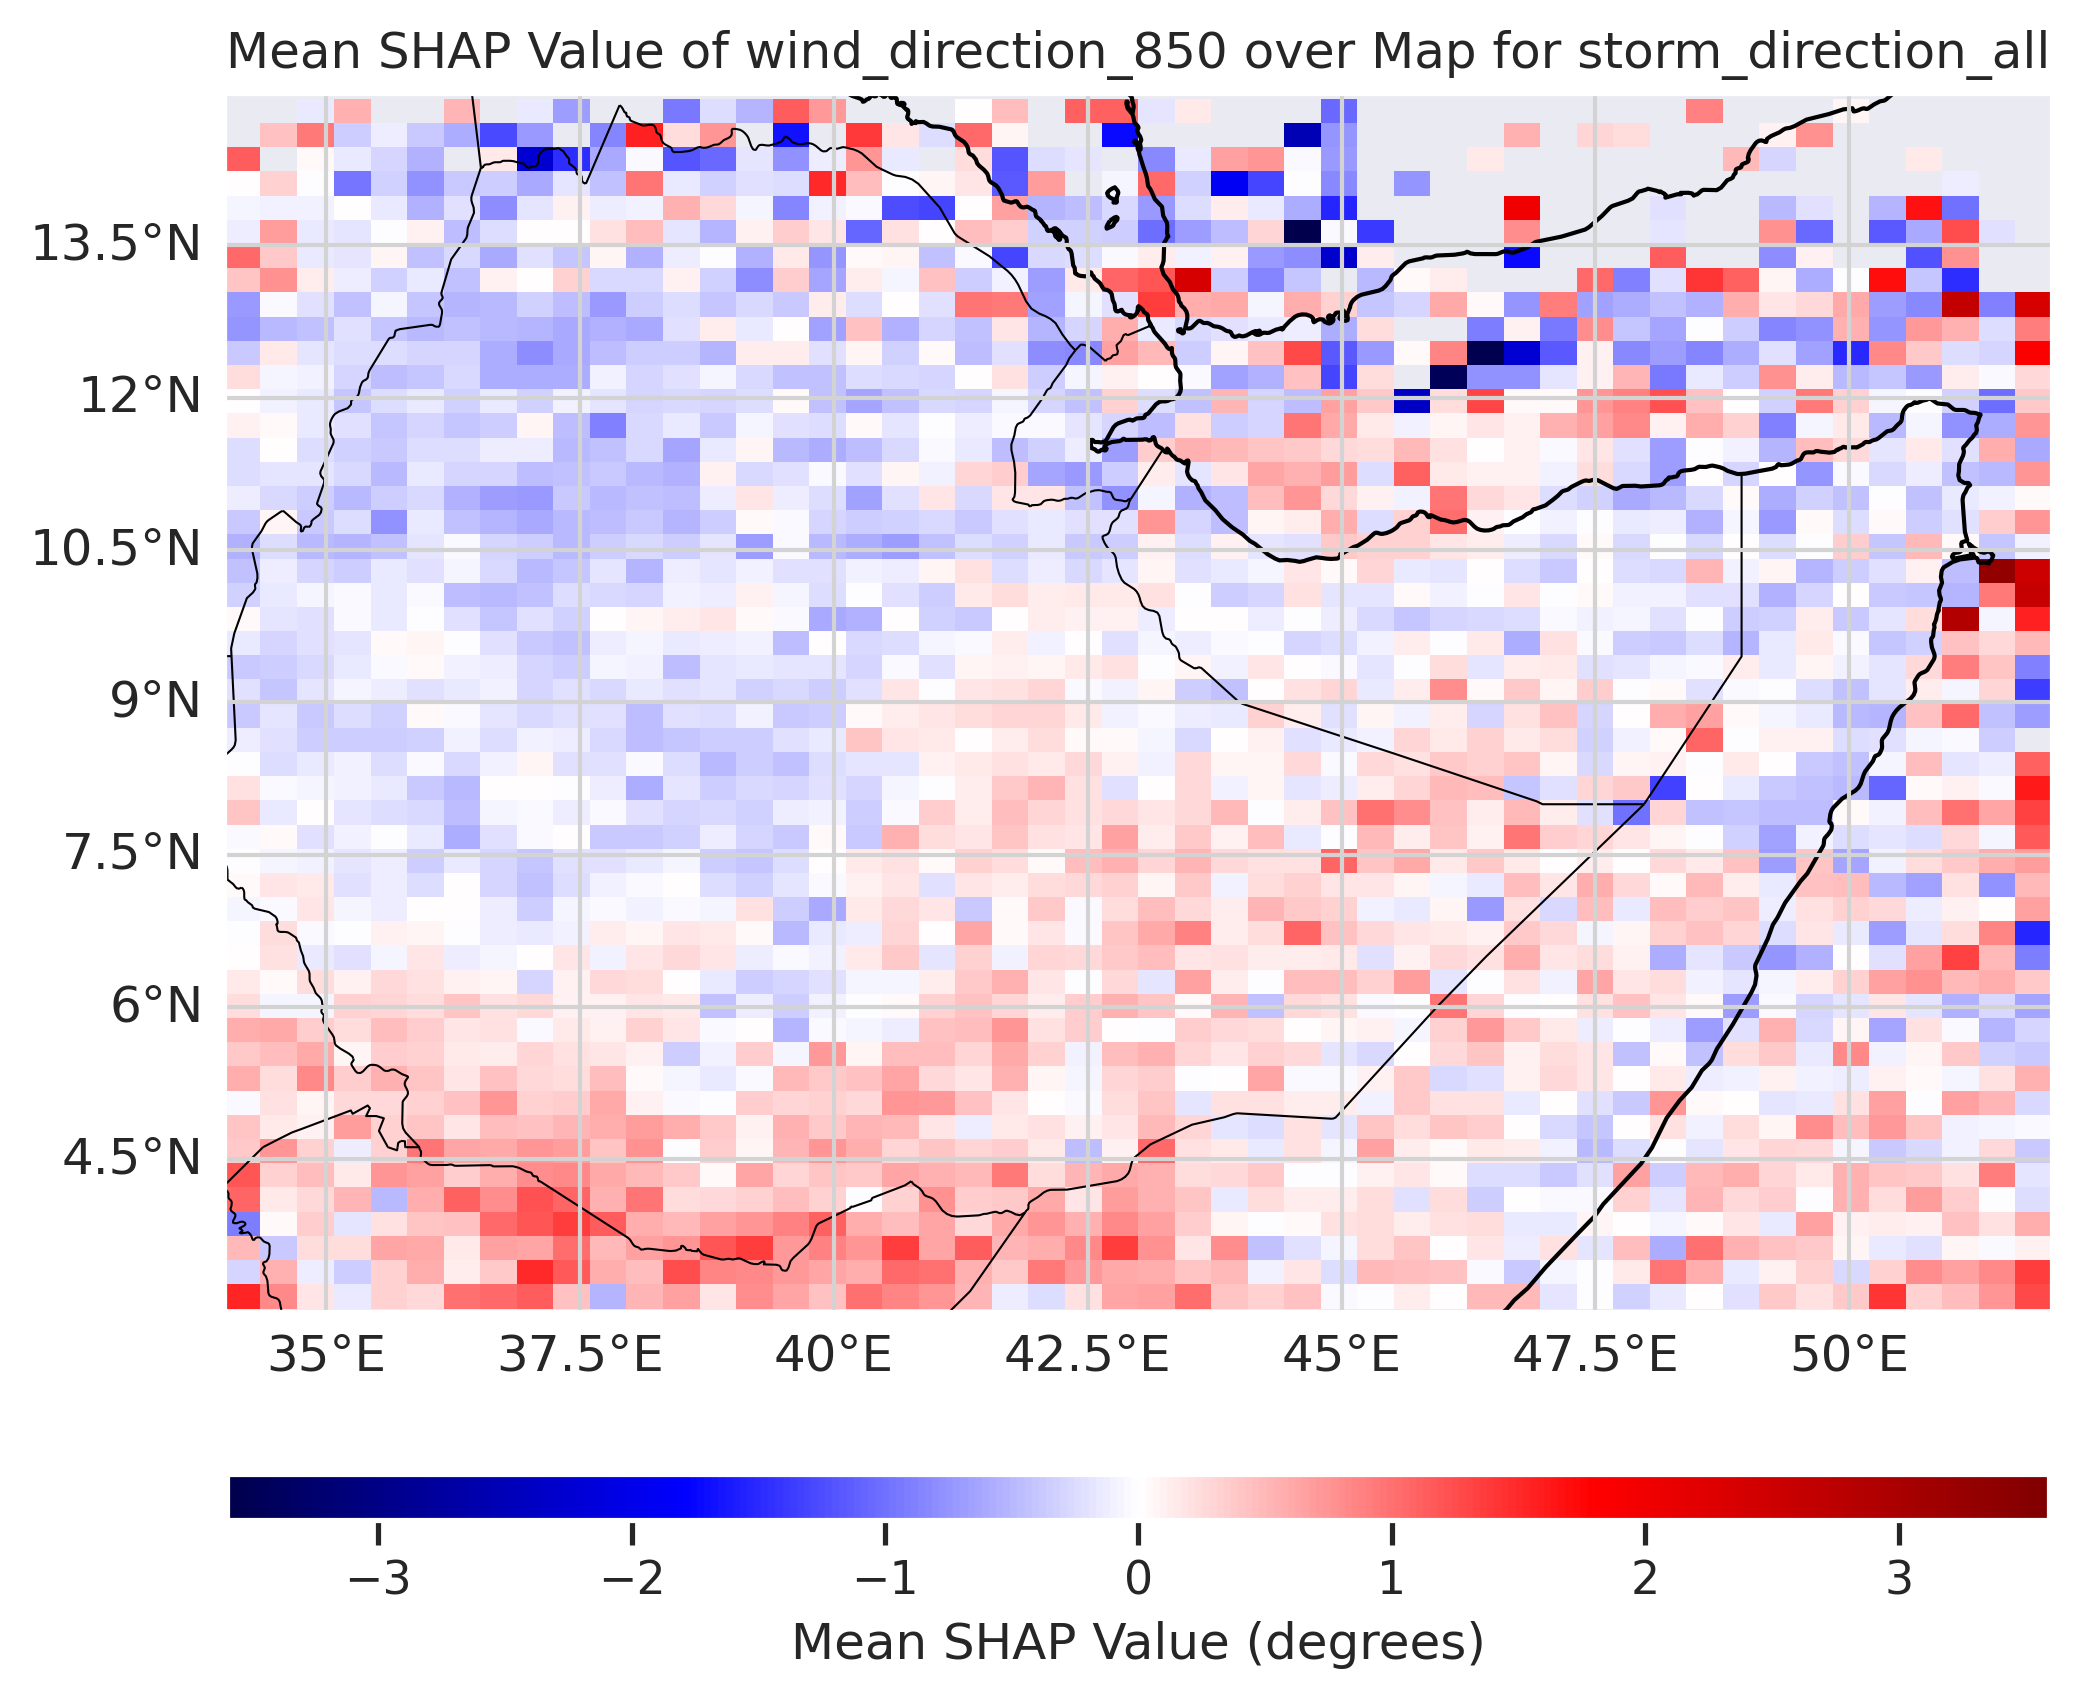 Mean SHAP Value of wind_direction_850 over Map for storm_direction_all
13.5°N
12°N
10.5°N
9°N
7.5°N
6°N
4.5°N
35°E 37.5°E 40°E 42.5°E 45°E 47.5°E 50°E
−3 −2 −1 0 1 2 3
Mean SHAP Value (degrees)